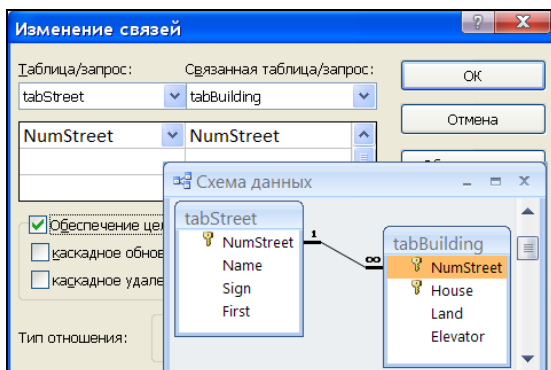 Изменение связей
Таблица/запрос: Связанная таблица/запрос:
tabStreet tabBuilding
ОК
Отмена
NumStreet NumStreet
Схема данных
tabStreet
NumStreet
Name
Sign
First
1
∞
tabBuilding
NumStreet
House
Land
Elevator
Обеспечение цел
каскадное обнов
каскадное удале
Тип отношения: